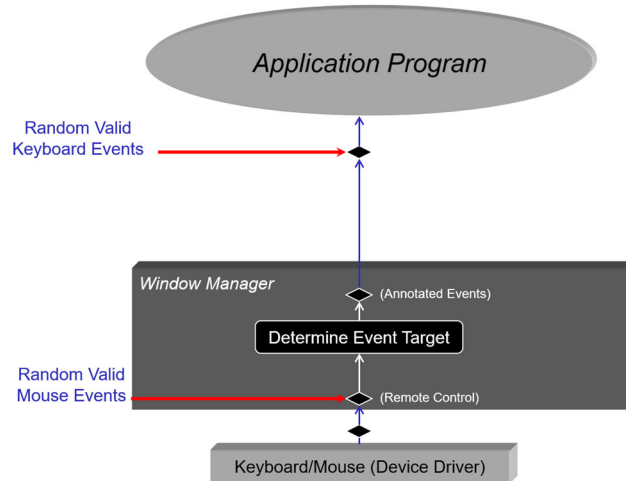 Application Program
Random Valid
Keyboard Events
Window Manager
(Annotated Events)
Determine Event Target
Random Valid
Mouse Events
(Remote Control)
Keyboard/Mouse (Device Driver)